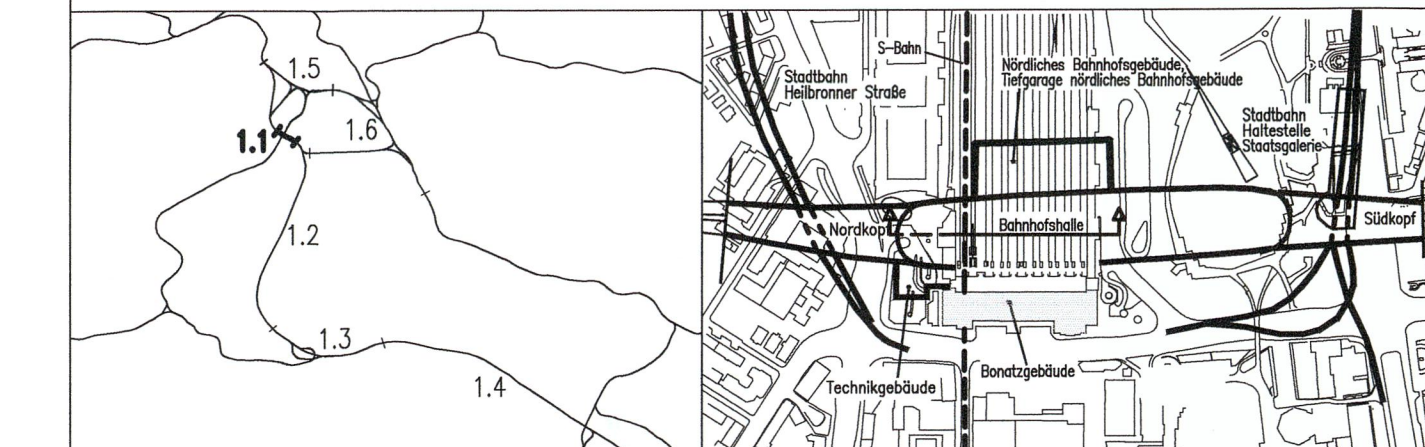 1.5
1.6
1.1
1.2
1.3
1.4
S-Bahn
Nördliches Bahnhofsgebäude,
Tiefgarage nördliches Bahnhofsgebäude
Stadtbahn
Heilbronner Straße
Stadtbahn
Haltestelle
Staatsgalerie
Nordkopf
Bahnhofshalle
Südkopf
Technikgebäude
Bonatzgebäude